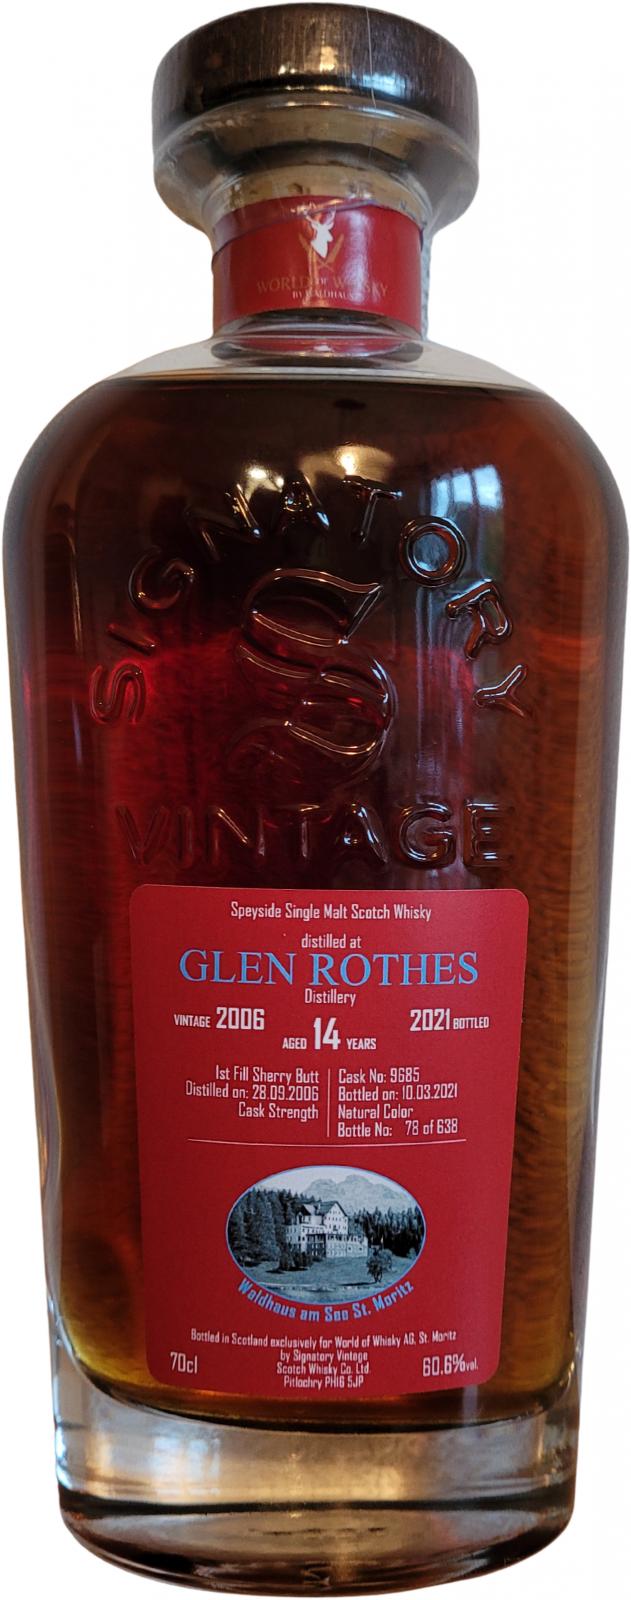 WORLD OF WHISKY
BY WALDHAUS
SIGNATORY
S
VINTAGE
Speyside Single Malt Scotch Whisky
distilled at
GLEN ROTHES
Distillery
VINTAGE 2006
AGED 14 YEARS
2021 BOTTLED
1st Fill Sherry Butt
Distilled on: 28.09.2006
Cask Strength
Cask No: 9685
Bottled on: 10.03.2021
Natural Color
Bottle No: 78 of 638
Waldhaus am See St. Moritz
Bottled in Scotland exclusively for World of Whisky AG, St. Moritz
by Signatory Vintage
Scotch Whisky Co. Ltd.
Pitlochry PH16 5JP
70cl
60.6%vol.